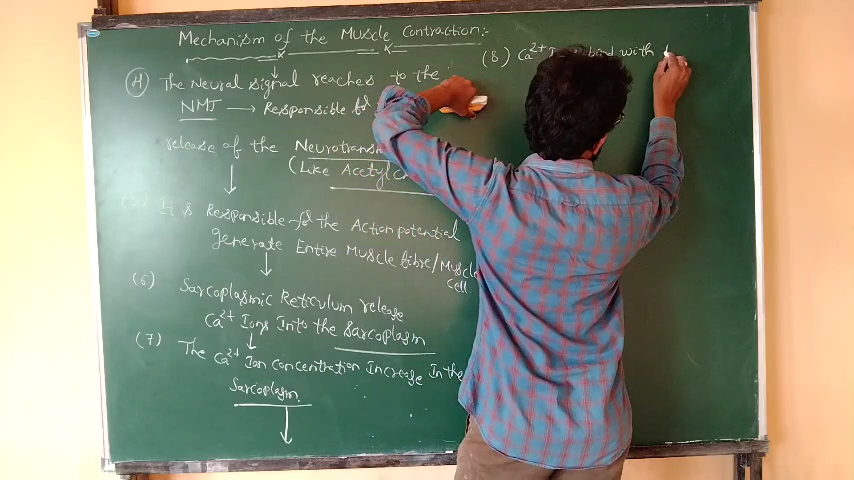 Mechanism of the Muscle Contraction:-
(4) The Neural signal reaches to the
NMJ → Responsible for
release of the
(Like
(5) It is Responsible for the Action potential
generate Entire Muscle fibre/Muscle
cell.
(6) Sarcoplasmic Reticulum release
Ca2+ Ions Into the Sarcoplasm
(7) The Ca2+ Ion Concentration Increase In the
Sarcoplasm.
(8) Ca2+ bind with